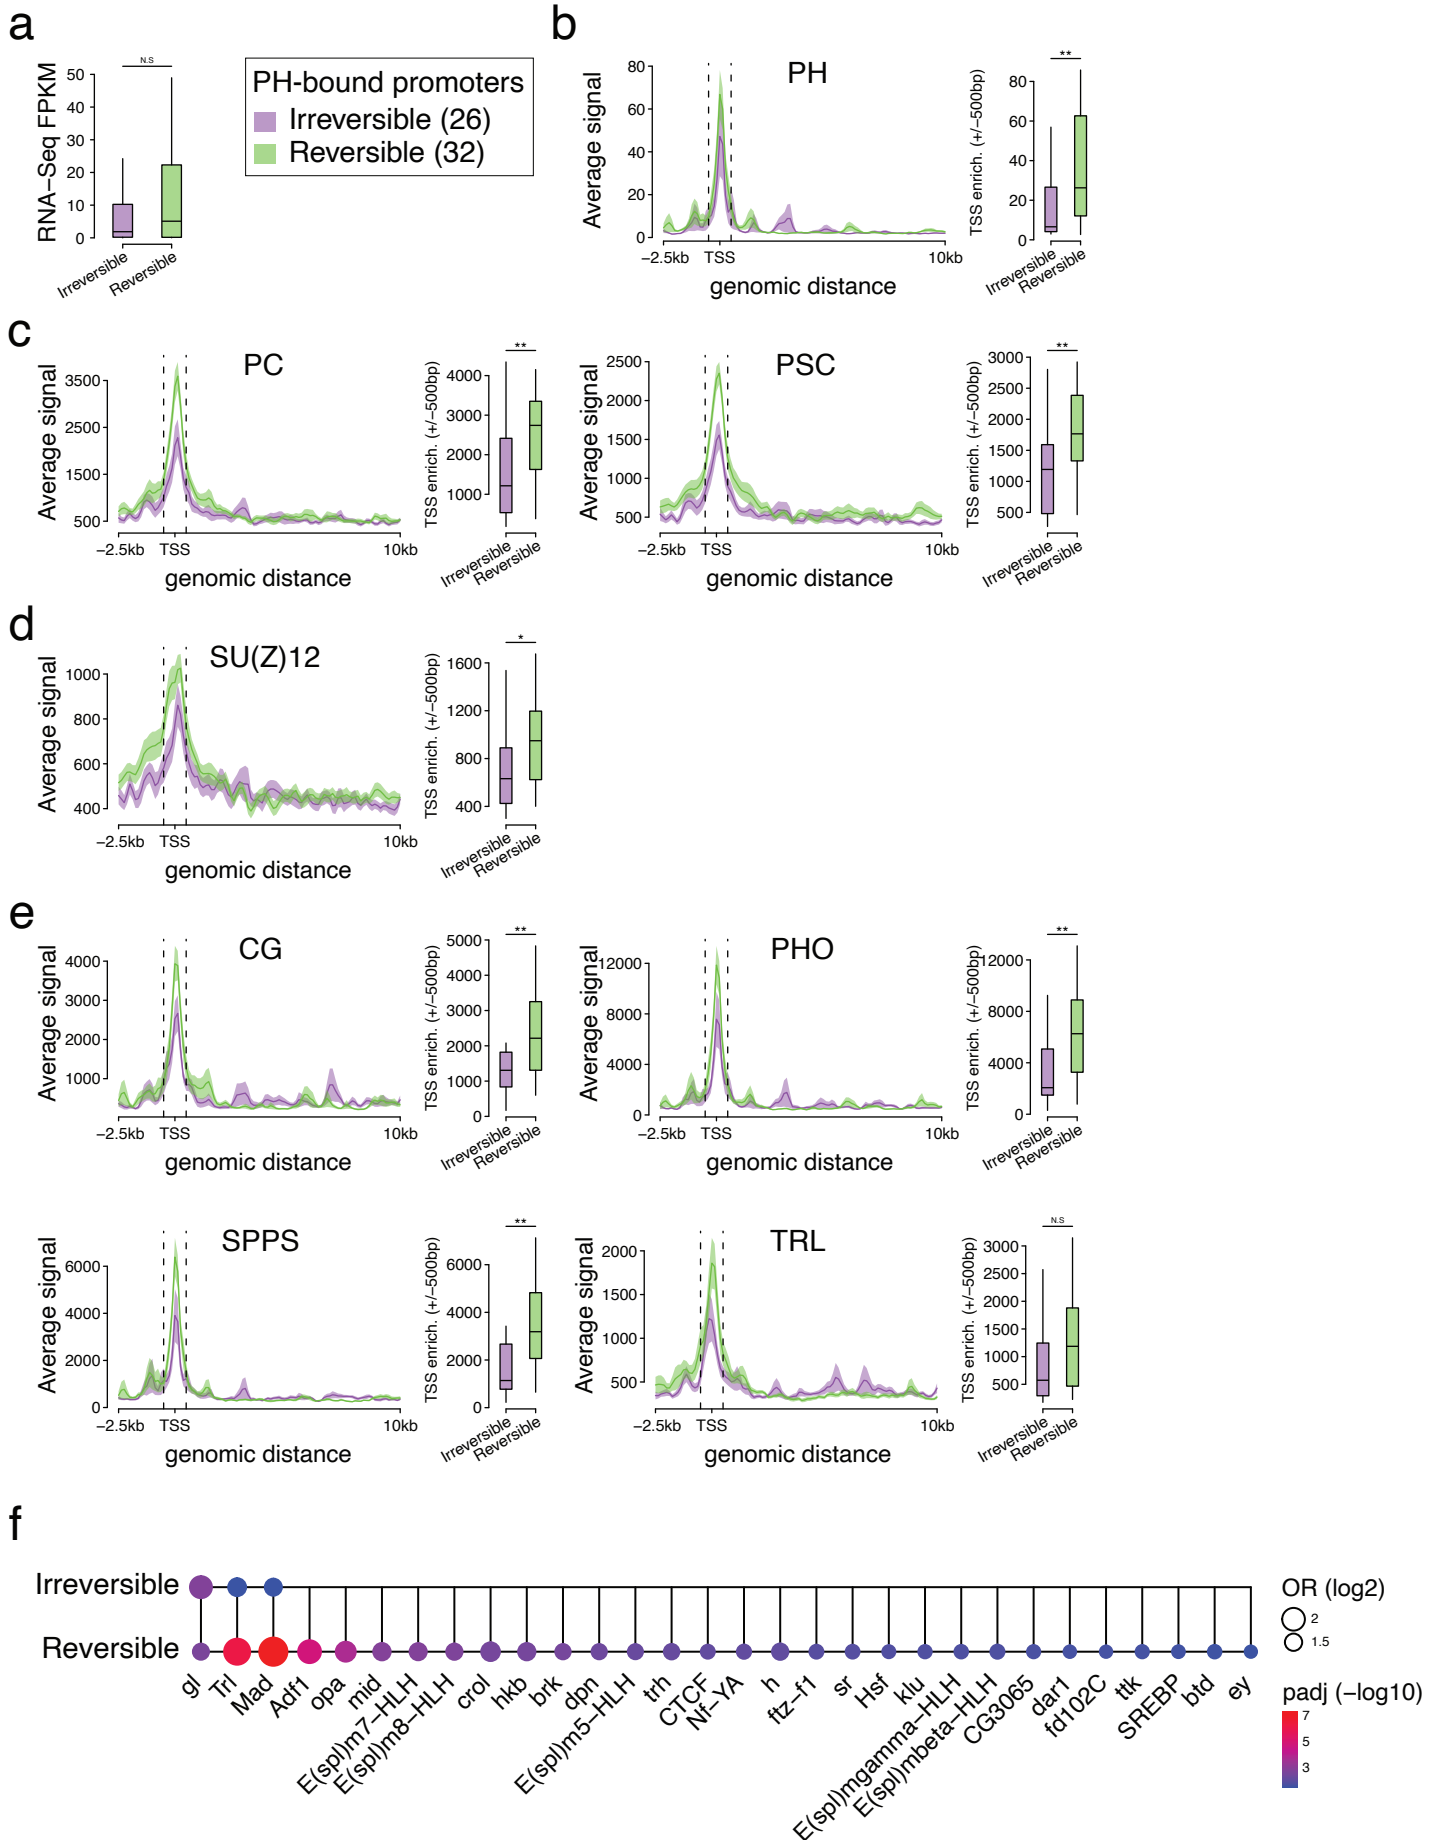 a
RNA−Seq FPKM
50
40
30
20
10
0
N.S
Irreversible
Reversible
PH-bound promoters
Irreversible (26)
Reversible (32)
b
PH
Average signal
80
60
40
20
0
−2.5kb TSS 10kb
genomic distance
TSS enrich. (+/−500bp)
80
60
40
20
0
**
Irreversible
Reversible
c
PC
Average signal
3500
1500
500
−2.5kb TSS 10kb
genomic distance
TSS enrich. (+/−500bp)
4000
3000
2000
1000
**
Irreversible
Reversible
PSC
Average signal
2500
2000
1500
1000
500
−2.5kb TSS 10kb
genomic distance
TSS enrich. (+/−500bp)
3000
2500
2000
1500
1000
500
**
Irreversible
Reversible
d
SU(Z)12
Average signal
1000
800
600
400
−2.5kb TSS 10kb
genomic distance
TSS enrich. (+/−500bp)
1600
1200
800
400
*
Irreversible
Reversible
e
CG
Average signal
4000
3000
2000
1000
−2.5kb TSS 10kb
genomic distance
TSS enrich. (+/−500bp)
5000
4000
3000
2000
1000
0
**
Irreversible
Reversible
PHO
Average signal
12000
8000
4000
0
−2.5kb TSS 10kb
genomic distance
TSS enrich. (+/−500bp)
12000
8000
4000
0
**
Irreversible
Reversible
SPPS
Average signal
6000
4000
2000
0
−2.5kb TSS 10kb
genomic distance
TSS enrich. (+/−500bp)
6000
4000
2000
0
**
Irreversible
Reversible
TRL
Average signal
2000
1500
1000
500
−2.5kb TSS 10kb
genomic distance
TSS enrich. (+/−500bp)
3000
2500
2000
1500
1000
500
N.S
Irreversible
Reversible
f
Irreversible
Reversible
gl
Trl
Mad
Adf1
opa
mid
E(spl)m7−HLH
E(spl)m8−HLH
crol
hkb
brk
dpn
E(spl)m5−HLH
trh
CTCF
Nf−YA
h
ftz−f1
sr
Hsf
klu
E(spl)mgamma−HLH
E(spl)mbeta−HLH
CG3065
dar1
fd102C
ttk
SREBP
btd
ey
OR (log2)
2
1.5
padj (−log10)
7
5
3